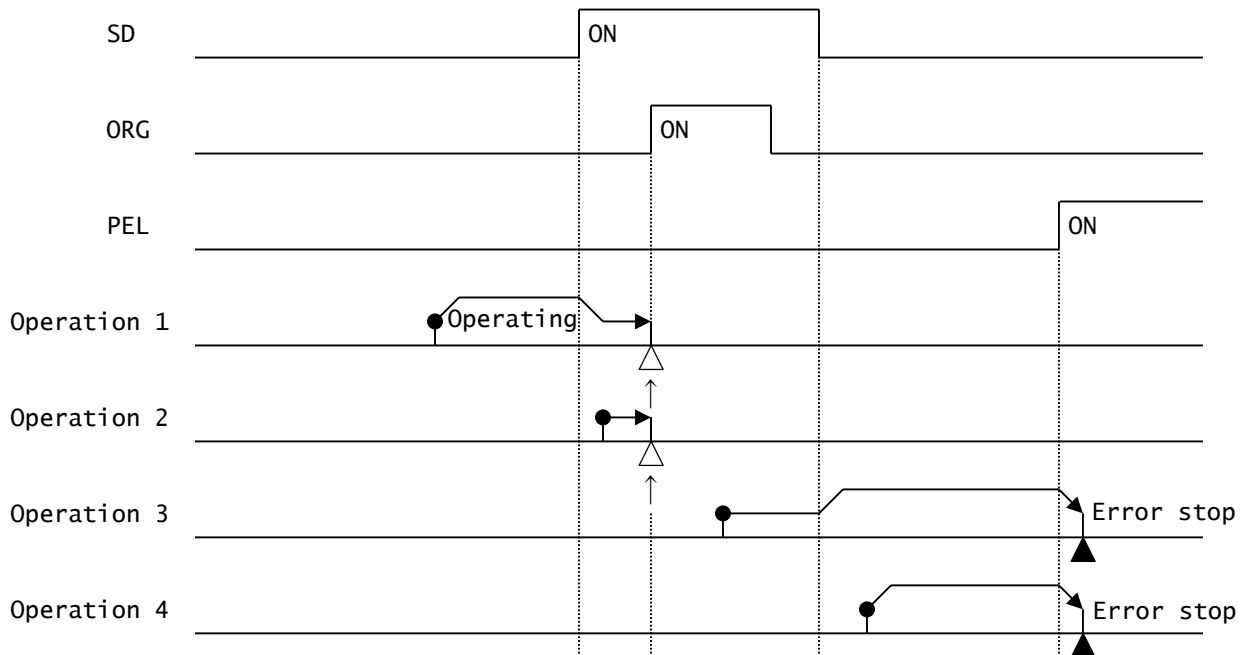 SD
ON
ORG
ON
PEL
ON
Operation 1
Operating
Operation 2
Operation 3
Error stop
Operation 4
Error stop